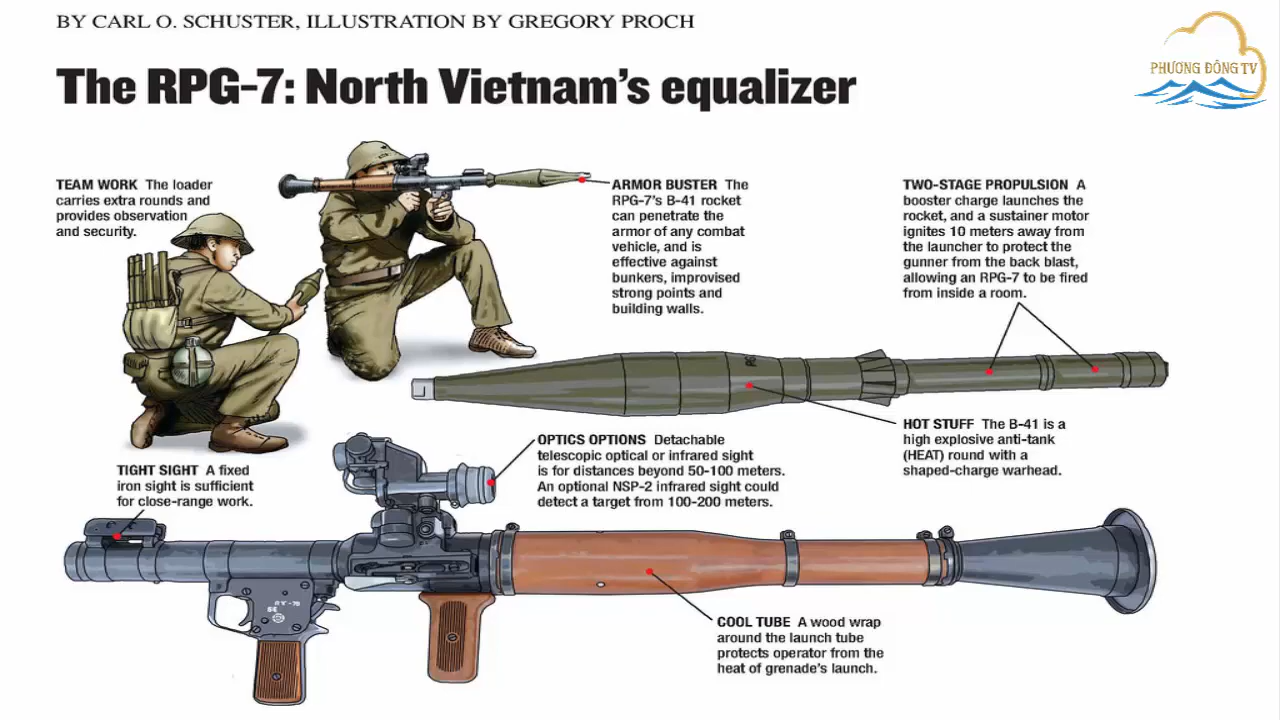 BY CARL O. SCHUSTER, ILLUSTRATION BY GREGORY PROCH
PHƯƠNG ĐÔNG TV
The RPG-7: North Vietnam's equalizer
TEAM WORK The loader
carries extra rounds and
provides observation
and security.
ARMOR BUSTER The
RPG-7's B-41 rocket
can penetrate the
armor of any combat
vehicle, and is
effective against
bunkers, improvised
strong points and
building walls.
TWO-STAGE PROPULSION A
booster charge launches the
rocket, and a sustainer motor
ignites 10 meters away from
the launcher to protect the
gunner from the back blast,
allowing an RPG-7 to be fired
from inside a room.
HOT STUFF The B-41 is a
high explosive anti-tank
(HEAT) round with a
shaped-charge warhead.
OPTICS OPTIONS Detachable
telescopic optical or infrared sight
is for distances beyond 50-100 meters.
An optional NSP-2 infrared sight could
detect a target from 100-200 meters.
TIGHT SIGHT A fixed
iron sight is sufficient
for close-range work.
COOL TUBE A wood wrap
around the launch tube
protects operator from the
heat of grenade's launch.